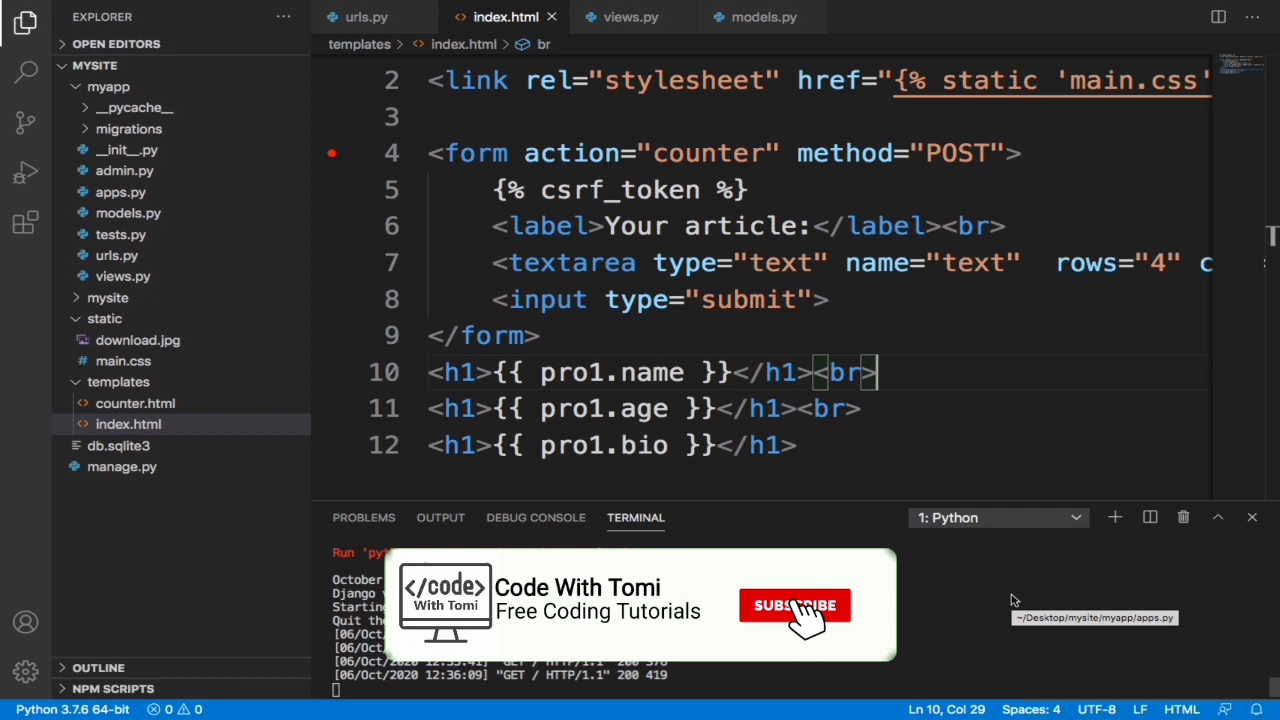 EXPLORER
urls.py
index.html
views.py
models.py
OPEN EDITORS
templates > index.html > br
MYSITE
myapp
__pycache__
migrations
__init__.py
admin.py
apps.py
models.py
tests.py
urls.py
views.py
mysite
static
download.jpg
main.css
templates
counter.html
index.html
db.sqlite3
manage.py
OUTLINE
NPM SCRIPTS
2 <link rel="stylesheet" href="{% static 'main.css'
3
4 <form action="counter" method="POST">
5 {% csrf_token %}
6 <label>Your article:</label><br>
7 <textarea type="text" name="text" rows="4" c
8 <input type="submit">
9 </form>
10 <h1>{{ pro1.name }}</h1><br>
11 <h1>{{ pro1.age }}</h1><br>
12 <h1>{{ pro1.bio }}</h1>
PROBLEMS OUTPUT DEBUG CONSOLE TERMINAL
1: Python
Run 'py
October
Django
Starting
Quit the
[06/Oct/
[06/Oct/
[06/Oct/2020 12:36:09] "GET / HTTP/1.1" 200 419
</code>
With Tomi
Code With Tomi
Free Coding Tutorials
SUBSCRIBE
~/Desktop/mysite/myapp/apps.py
Python 3.7.6 64-bit 0 0
Ln 10, Col 29 Spaces: 4 UTF-8 LF HTML